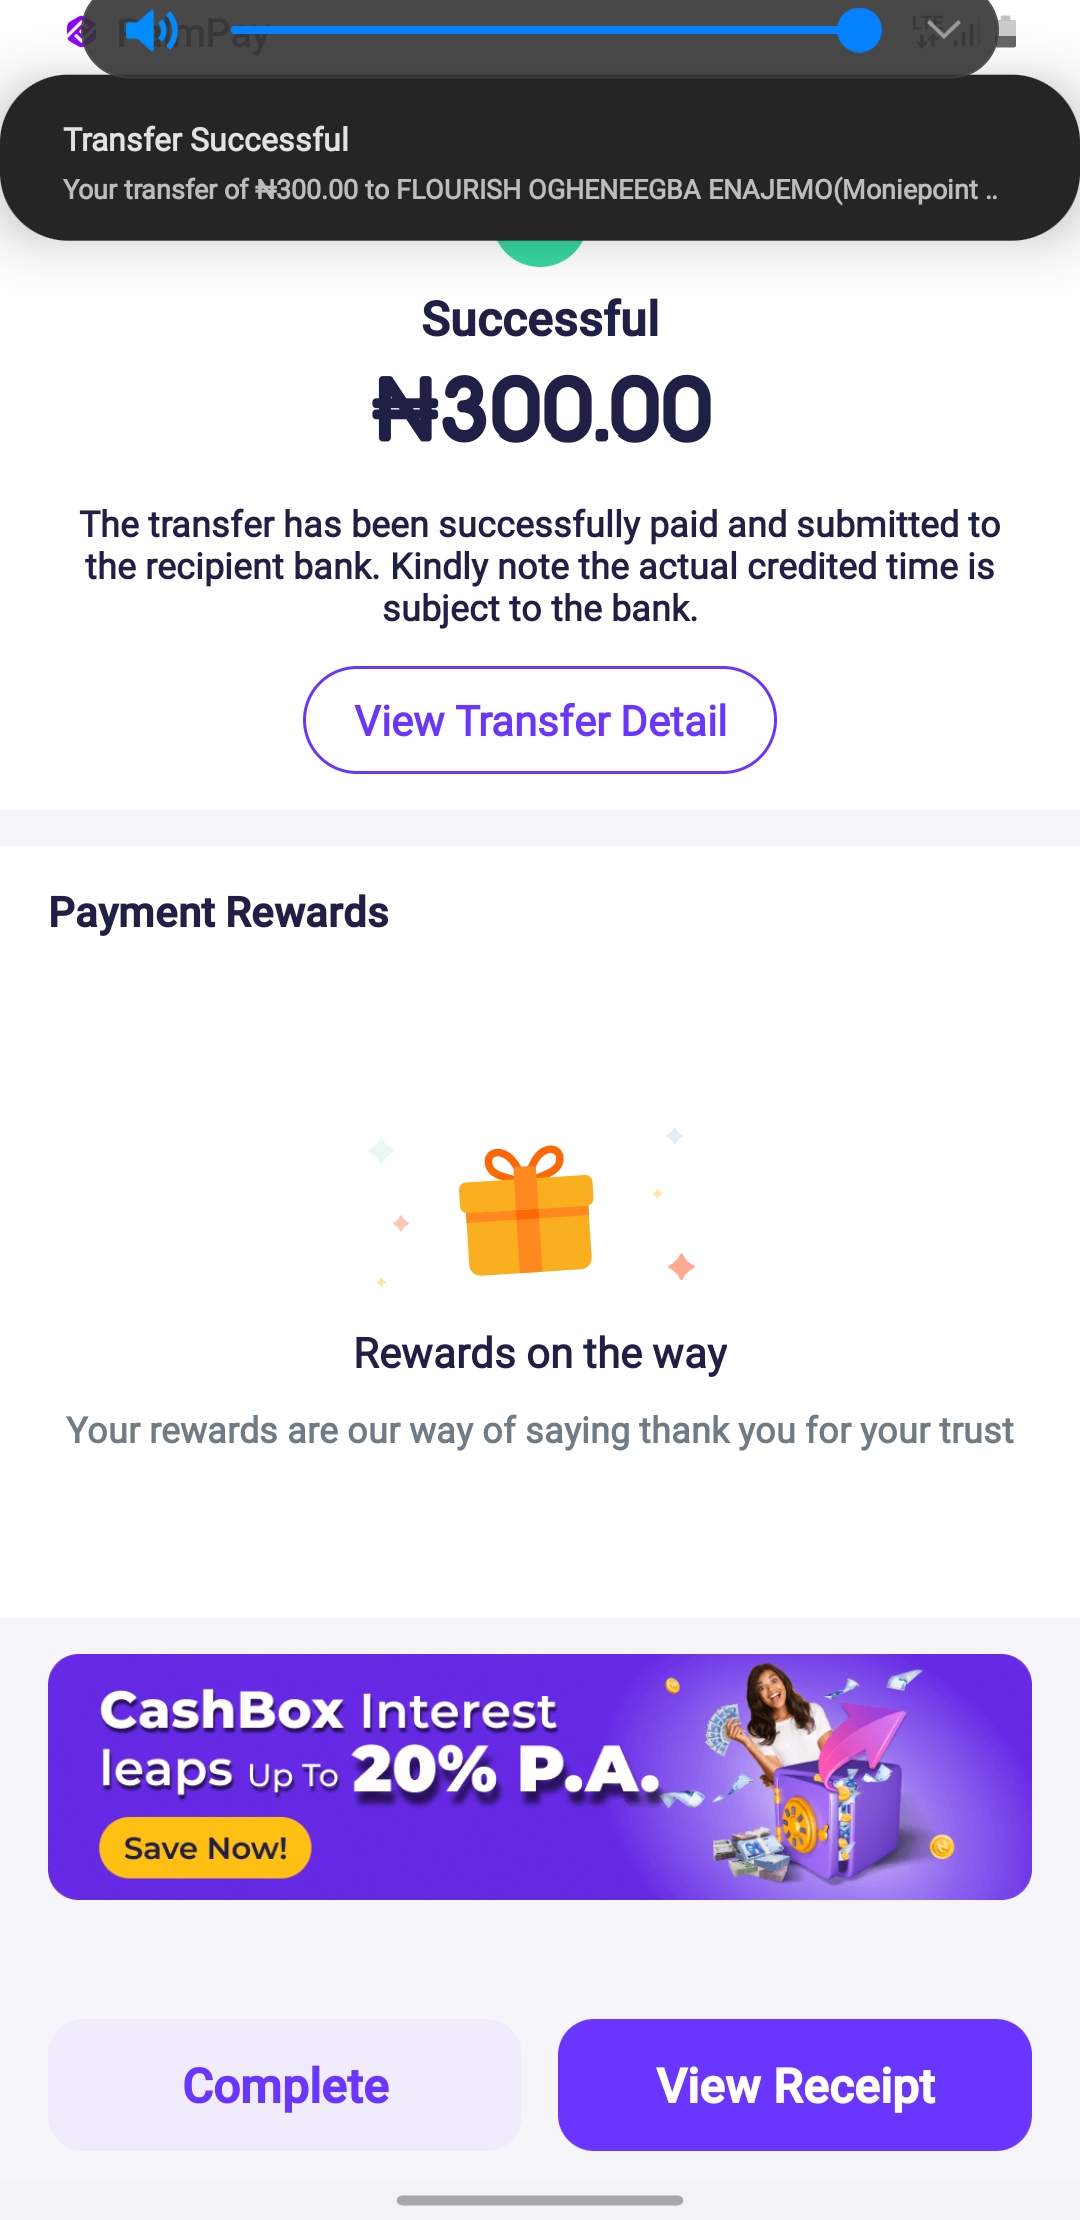 PalmPay
LTE
Transfer Successful
Your transfer of ₦300.00 to FLOURISH OGHENEEGBA ENAJEMO(Moniepoint ..
Successful
₦300.00
The transfer has been successfully paid and submitted to
the recipient bank. Kindly note the actual credited time is
subject to the bank.
View Transfer Detail
Payment Rewards
Rewards on the way
Your rewards are our way of saying thank you for your trust
CashBox Interest
leaps Up To 20% P.A.
Save Now!
Complete
View Receipt